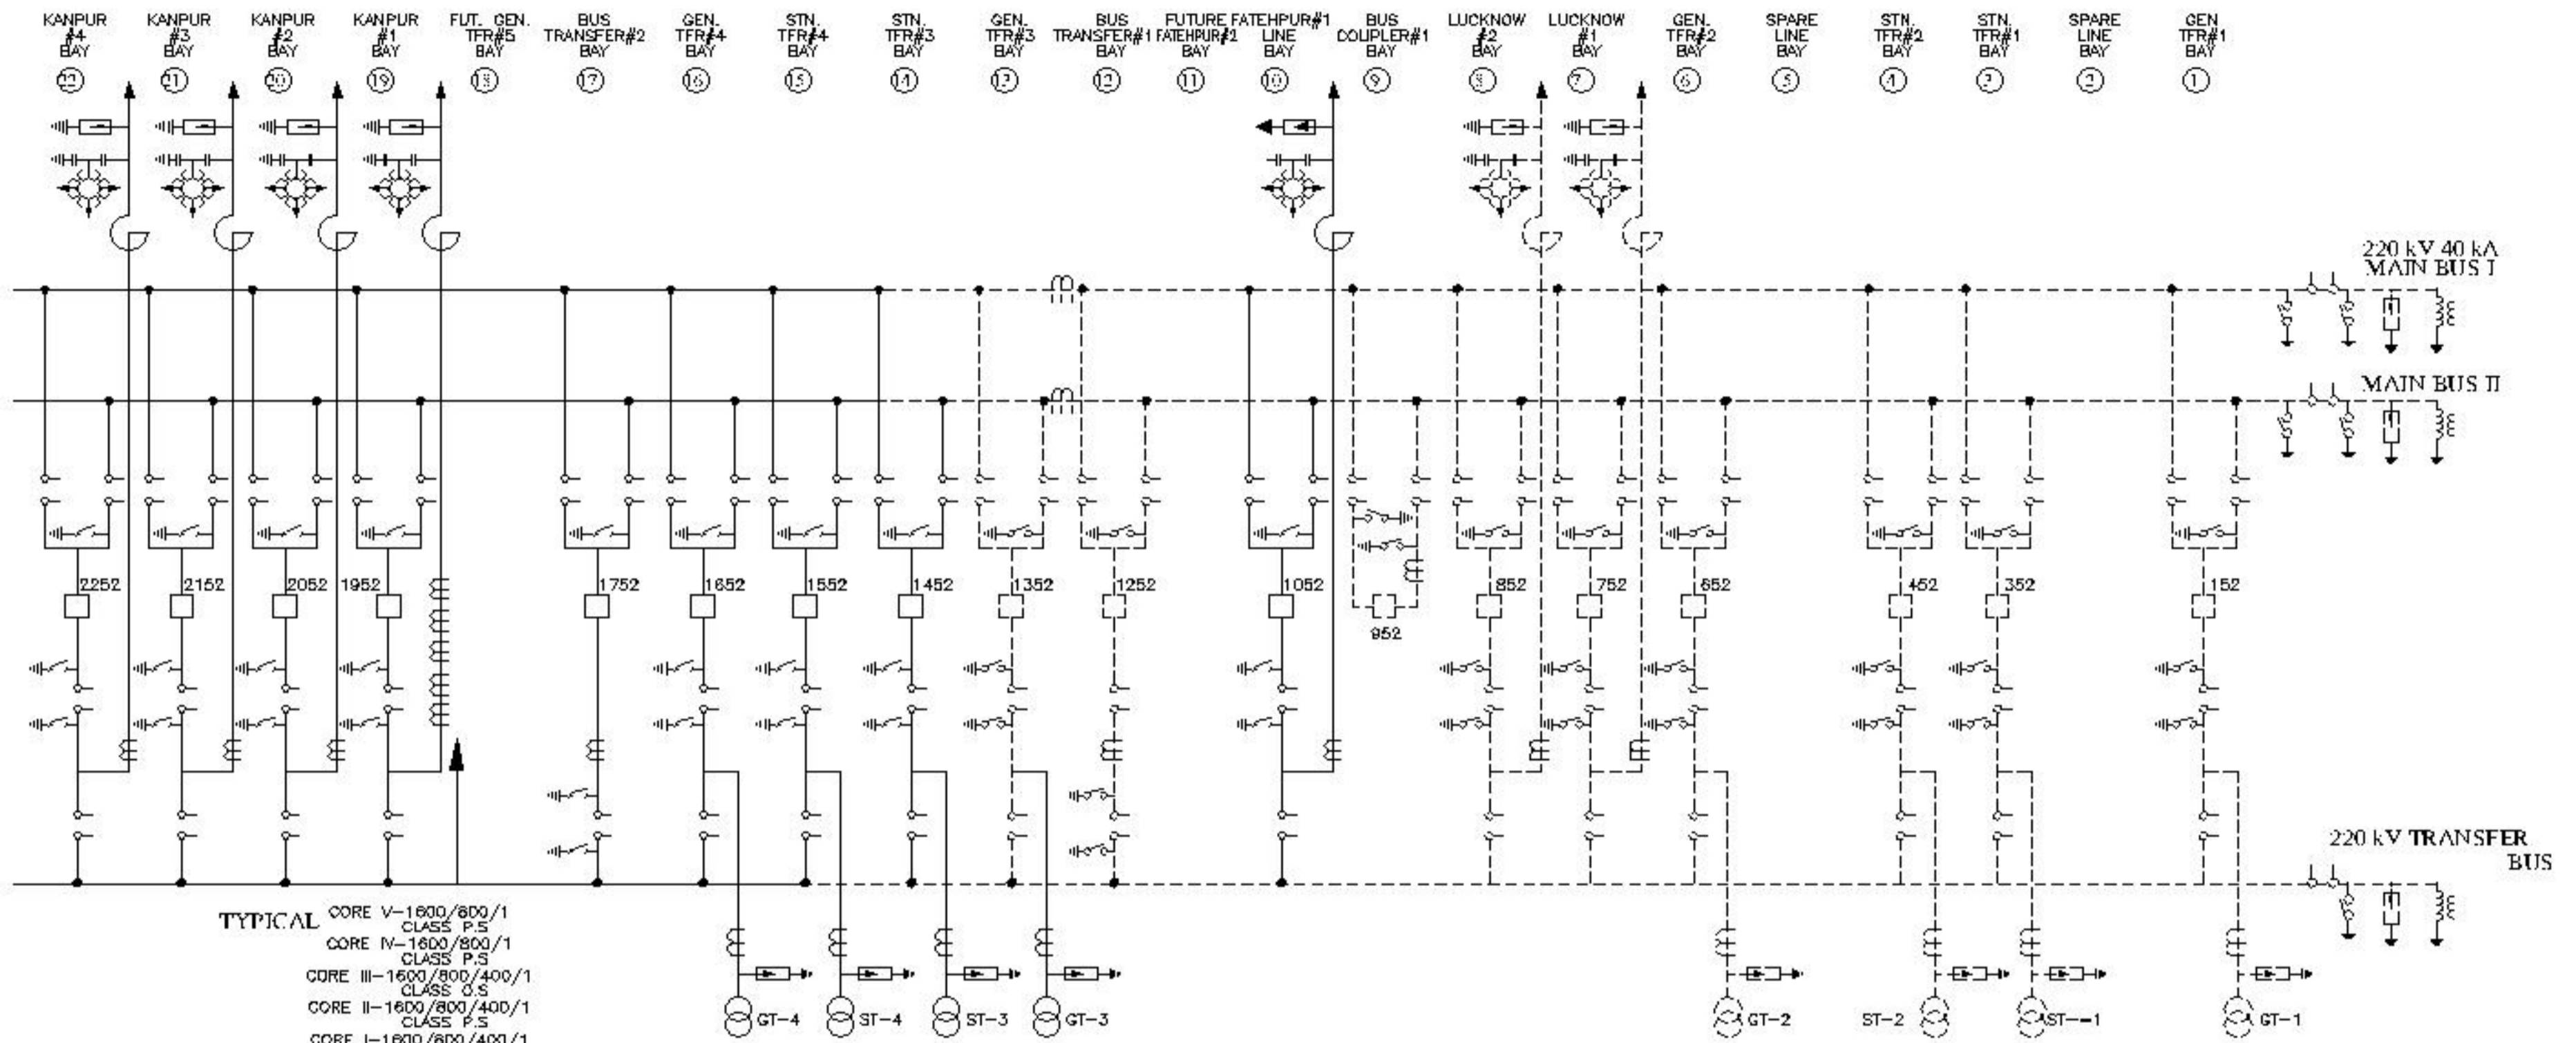 KANPUR
#4
BAY
22
KANPUR
#3
BAY
21
KANPUR
#2
BAY
20
KANPUR
#1
BAY
19
FUT. GEN.
TFR#5
BAY
18
BUS
TRANSFER#2
BAY
17
GEN.
TFR#4
BAY
16
STN.
TFR#4
BAY
15
STN.
TFR#3
BAY
14
GEN.
TFR#3
BAY
13
BUS
TRANSFER#1
BAY
12
FUTURE
FATEHPUR#2
BAY
11
FATEHPUR#1
LINE
BAY
10
BUS
COUPLER#1
BAY
9
LUCKNOW
#2
BAY
8
LUCKNOW
#1
BAY
7
GEN.
TFR#2
BAY
6
SPARE
LINE
BAY
5
STN.
TFR#2
BAY
4
STN.
TFR#1
BAY
3
SPARE
LINE
BAY
2
GEN
TFR#1
BAY
1
220 kV 40 kA
MAIN BUS I
MAIN BUS II
2252
2152
2052
1952
1752
1652
1552
1452
1352
1252
1052
952
852
752
652
452
352
152
220 kV TRANSFER
BUS
TYPICAL
CORE V-1600/800/1
CLASS P.S
CORE IV-1600/800/1
CLASS P.S
CORE III-1600/800/400/1
CLASS 0.5
CORE II-1600/800/400/1
CLASS P.S
CORE I-1600/800/400/1
GT-4
ST-4
ST-3
GT-3
GT-2
ST-2
ST--1
GT-1